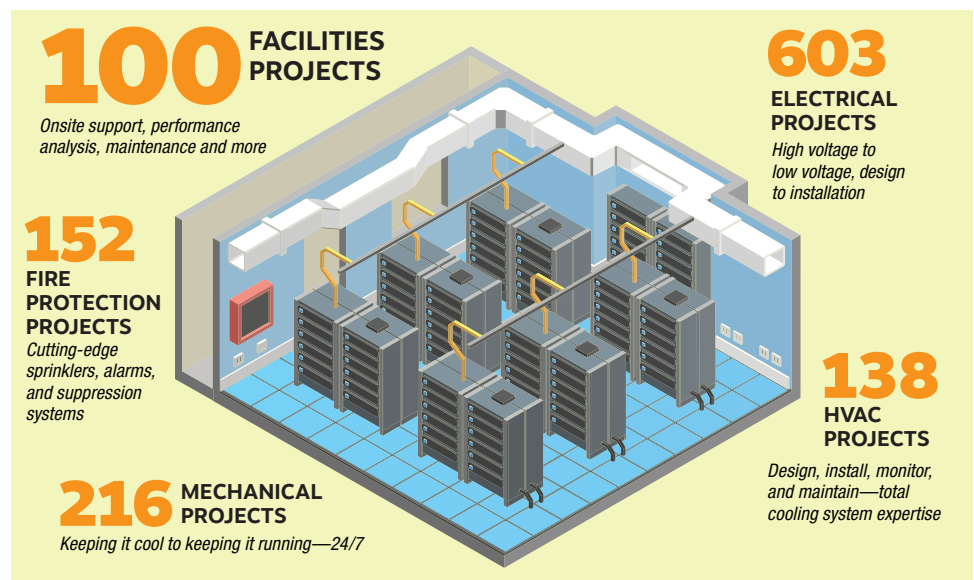 100 FACILITIES
PROJECTS
Onsite support, performance
analysis, maintenance and more
603
ELECTRICAL
PROJECTS
High voltage to
low voltage, design
to installation
152
FIRE
PROTECTION
PROJECTS
Cutting-edge
sprinklers, alarms,
and suppression
systems
138
HVAC
PROJECTS
Design, install, monitor,
and maintain—total
cooling system expertise
216 MECHANICAL
PROJECTS
Keeping it cool to keeping it running—24/7